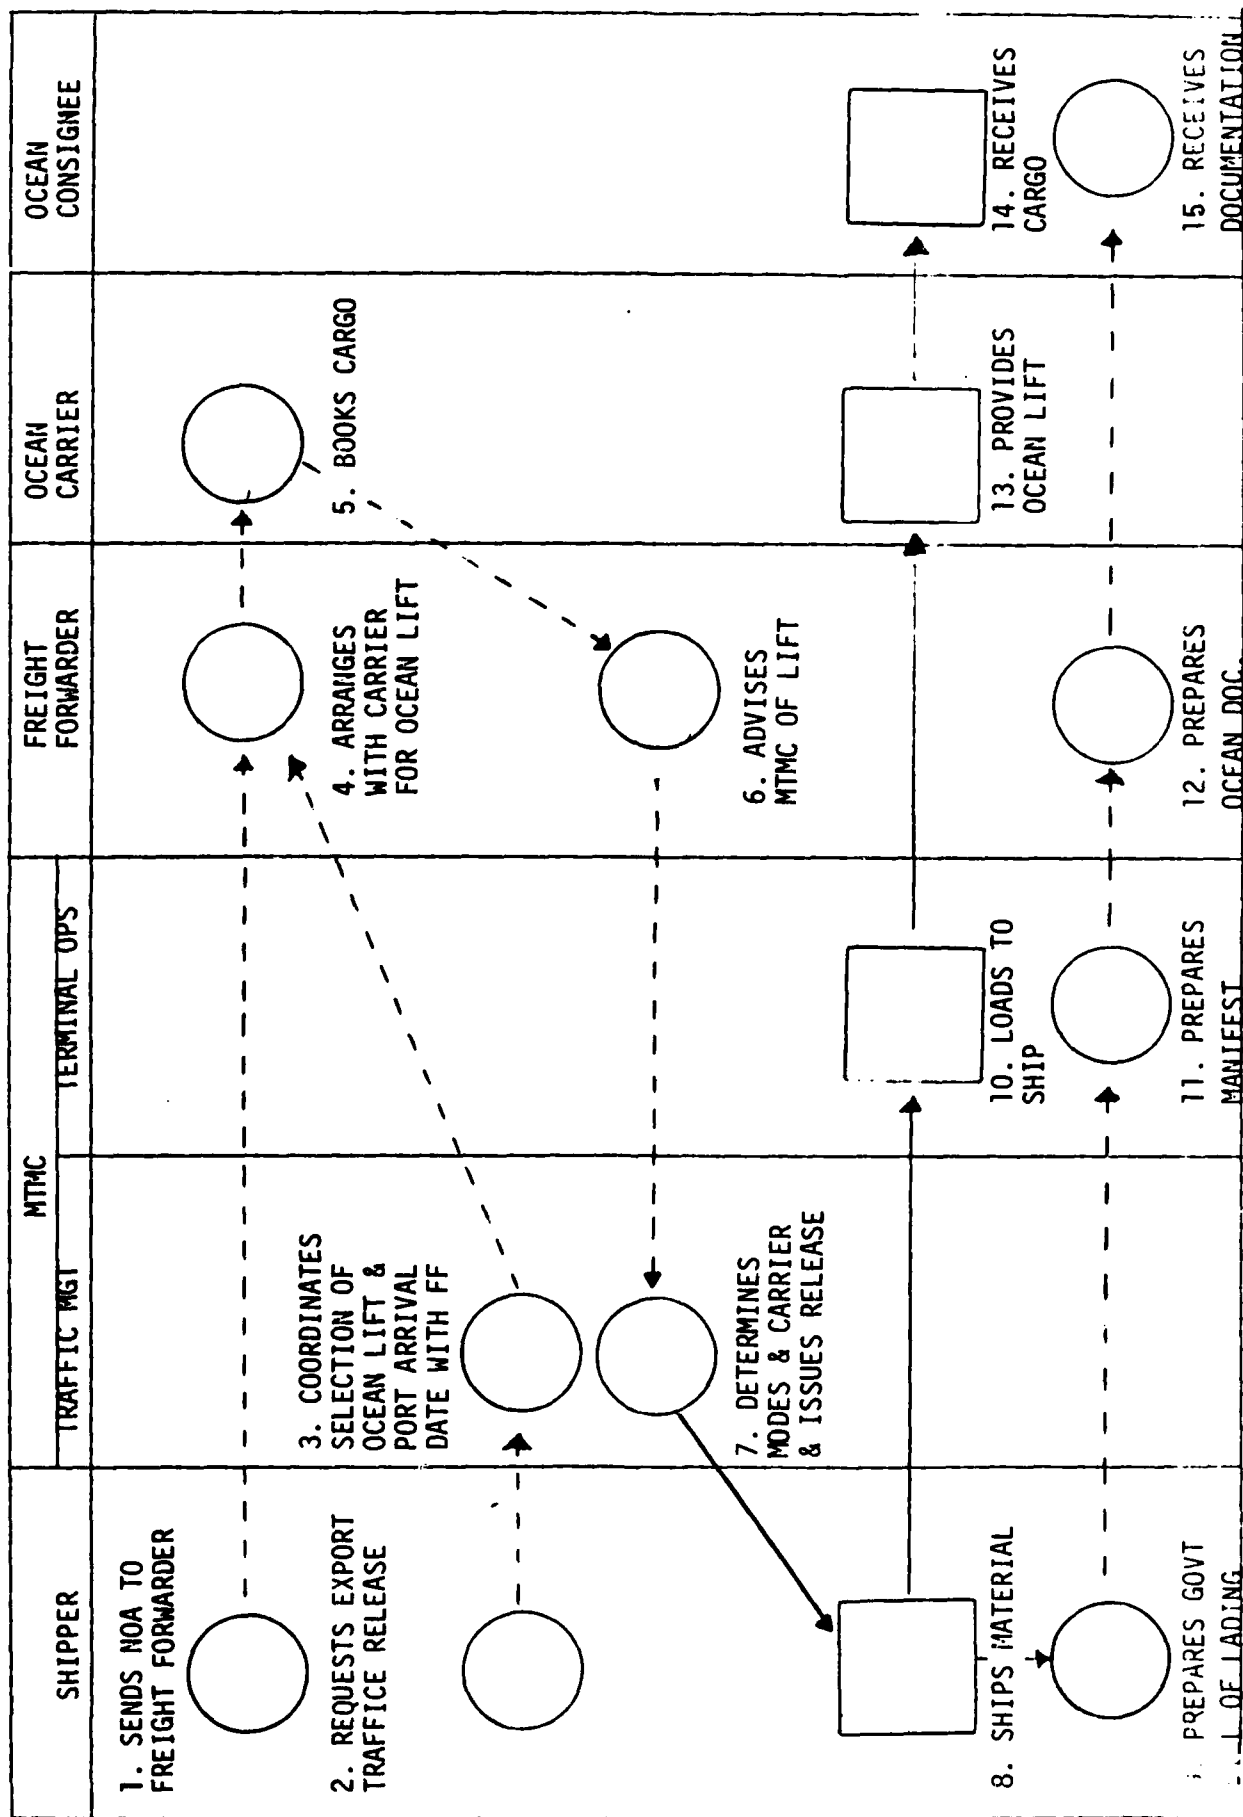 SHIPPER
MTMC
TRAFFIC MGT
TERMINAL OPS
FREIGHT
FORWARDER
OCEAN
CARRIER
OCEAN
CONSIGNEE
1. SENDS NOA TO
FREIGHT FORWARDER
2. REQUESTS EXPORT
TRAFFICE RELEASE
3. COORDINATES
SELECTION OF
OCEAN LIFT &
PORT ARRIVAL
DATE WITH FF
4. ARRANGES
WITH CARRIER
FOR OCEAN LIFT
5. BOOKS CARGO
6. ADVISES
MTMC OF LIFT
7. DETERMINES
MODES & CARRIER
& ISSUES RELEASE
8. SHIPS MATERIAL
PREPARES GOVT
OF LADING
10. LOADS TO
SHIP
11. PREPARES
MANIFEST
12. PREPARES
OCEAN DOC.
13. PROVIDES
OCEAN LIFT
14. RECEIVES
CARGO
15. RECEIVES
DOCUMENTATION